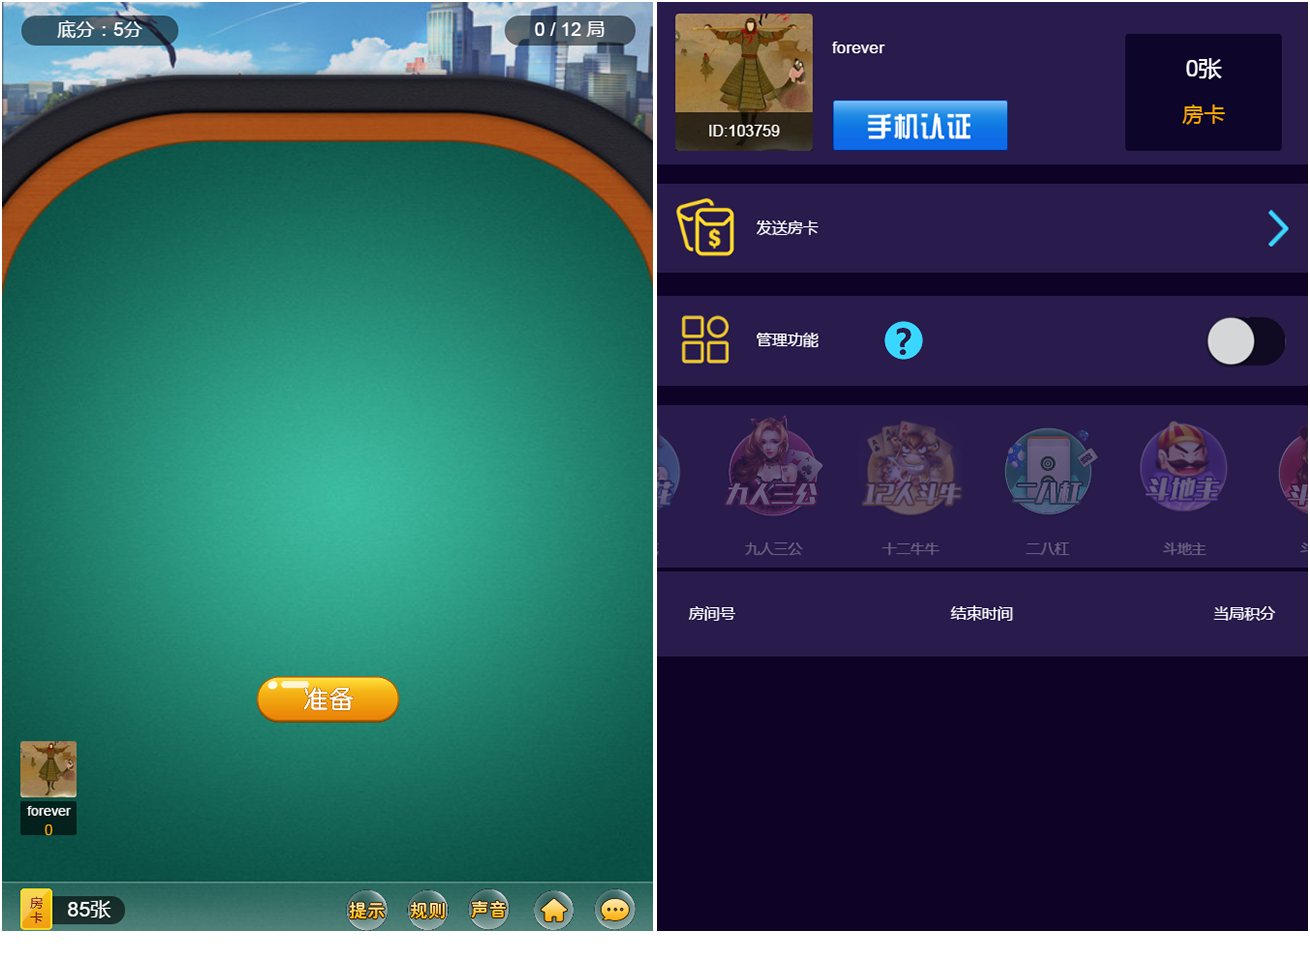 底分：5分
0 / 12 局
准备
forever
0
房卡
85张
提示
规则
声音
forever
ID:103759
手机认证
0张
房卡
发送房卡
管理功能
?
九人三公
12人斗牛
二八杠
斗地主
九人三公
十二牛牛
二八杠
斗地主
房间号
结束时间
当局积分